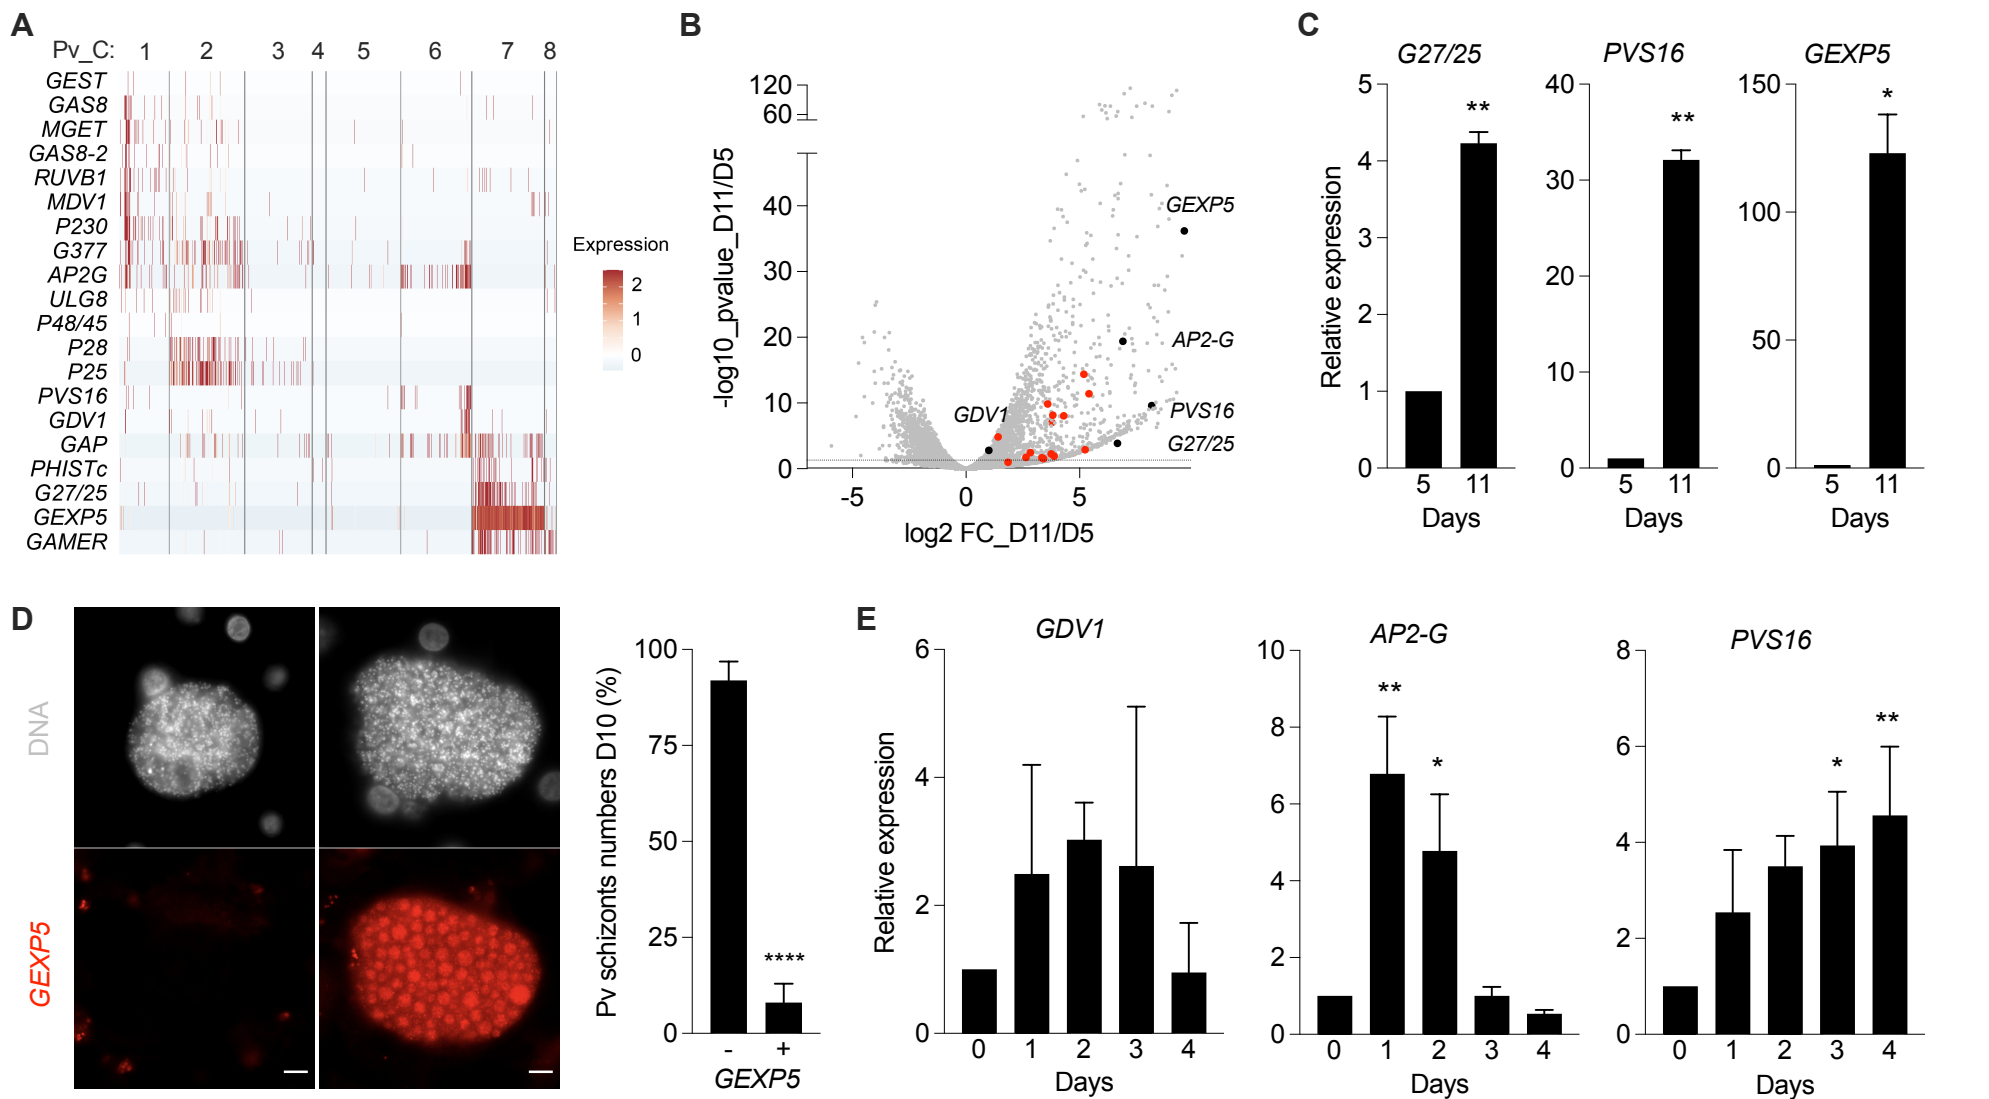 A
Pv_C: 1 2 3 4 5 6 7 8
GEST
GAS8
MGET
GAS8-2
RUVB1
MDV1
P230
G377
AP2G
ULG8
P48/45
P28
P25
PVS16
GDV1
GAP
PHISTc
G27/25
GEXP5
GAMER
Expression
2
1
0
B
-log10_pvalue_D11/D5
120
60
40
30
20
10
0
GEXP5
AP2-G
PVS16
G27/25
GDV1
-5 0 5
log2 FC_D11/D5
C
Relative expression
G27/25
5
4
3
2
1
0
**
5 11
Days
PVS16
40
30
20
10
0
**
5 11
Days
GEXP5
150
100
50
0
*
5 11
Days
D
DNA
GEXP5
Pv schizonts numbers D10 (%)
100
75
50
25
0
****
- +
GEXP5
E
Relative expression
GDV1
6
4
2
0
0 1 2 3 4
Days
AP2-G
10
8
6
4
2
0
**
*
0 1 2 3 4
Days
PVS16
8
6
4
2
0
*
**
0 1 2 3 4
Days